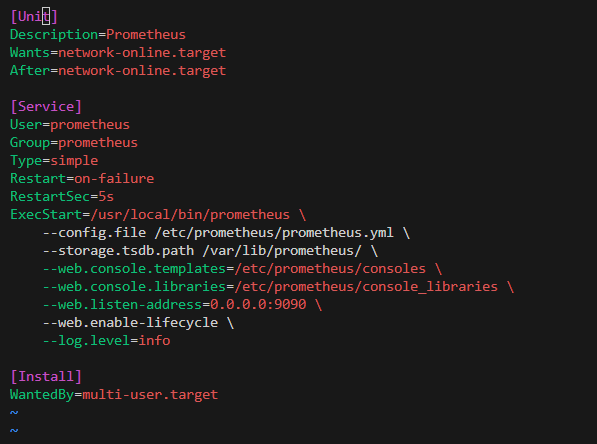 [Unit]
Description=Prometheus
Wants=network-online.target
After=network-online.target

[Service]
User=prometheus
Group=prometheus
Type=simple
Restart=on-failure
RestartSec=5s
ExecStart=/usr/local/bin/prometheus \
    --config.file /etc/prometheus/prometheus.yml \
    --storage.tsdb.path /var/lib/prometheus/ \
    --web.console.templates=/etc/prometheus/consoles \
    --web.console.libraries=/etc/prometheus/console_libraries \
    --web.listen-address=0.0.0.0:9090 \
    --web.enable-lifecycle \
    --log.level=info

[Install]
WantedBy=multi-user.target
~
~